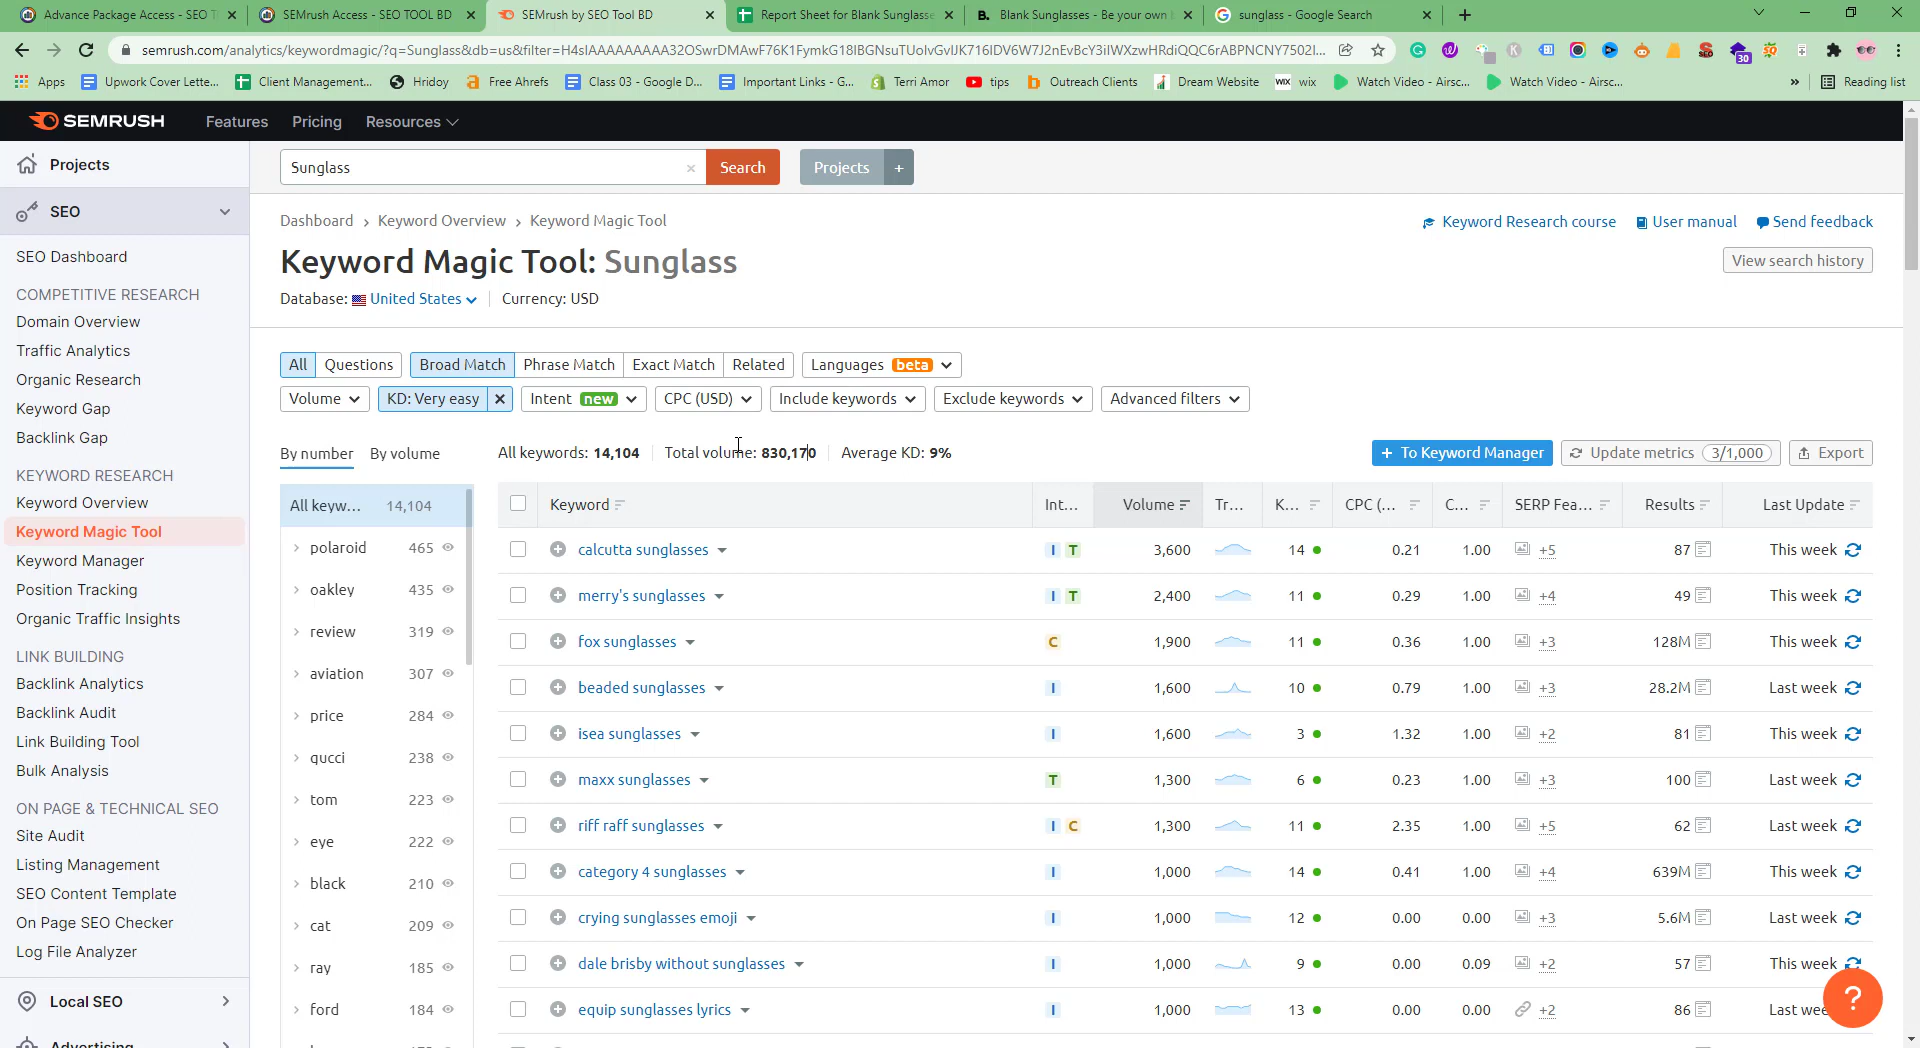 Advance Package Access - SEO T
SEMrush Access - SEO TOOL BD
SEMrush by SEO Tool BD
Report Sheet for Blank Sunglasse
Blank Sunglasses - Be your own
sunglass - Google Search
semrush.com/analytics/keywordmagic/?q=Sunglass&db=us&filter=
Apps
Upwork Cover Lette...
Client Management...
Hridoy
Free Ahrefs
Class 03 - Google D...
Important Links - G...
Terri Amor
tips
Outreach Clients
Dream Website
WIX wix
Watch Video - Airsc...
Watch Video - Airsc...
»
Reading list
30
SEMRUSH
Features
Pricing
Resources
Projects
SEO
SEO Dashboard
COMPETITIVE RESEARCH
Domain Overview
Traffic Analytics
Organic Research
Keyword Gap
Backlink Gap
KEYWORD RESEARCH
Keyword Overview
Keyword Magic Tool
Keyword Manager
Position Tracking
Organic Traffic Insights
LINK BUILDING
Backlink Analytics
Backlink Audit
Link Building Tool
Bulk Analysis
ON PAGE & TECHNICAL SEO
Site Audit
Listing Management
SEO Content Template
On Page SEO Checker
Log File Analyzer
Local SEO
Advertising
Sunglass
Search
Projects +
Dashboard › Keyword Overview › Keyword Magic Tool
Keyword Research course
User manual
Send feedback
Keyword Magic Tool: Sunglass
View search history
Database: United States
Currency: USD
All Questions Broad Match Phrase Match Exact Match Related Languages beta
Volume KD: Very easy Intent new CPC (USD) Include keywords Exclude keywords Advanced filters
By number By volume
All keywords: 14,104 Total volume: 830,170 Average KD: 9%
+ To Keyword Manager
Update metrics 3/1,000
Export
All keyw... 14,104
polaroid 465
oakley 435
review 319
aviation 307
price 284
gucci 238
tom 223
eye 222
black 210
cat 209
ray 185
ford 184
Keyword Int... Volume Tr... K... CPC (... C... SERP Fea... Results Last Update
calcutta sunglasses I T 3,600 14 0.21 1.00 +5 87 This week
merry's sunglasses I T 2,400 11 0.29 1.00 +4 49 This week
fox sunglasses C 1,900 11 0.36 1.00 +3 128M This week
beaded sunglasses I 1,600 10 0.79 1.00 +3 28.2M Last week
isea sunglasses I 1,600 3 1.32 1.00 +2 81 This week
maxx sunglasses T 1,300 6 0.23 1.00 +3 100 This week
riff raff sunglasses I C 1,300 11 2.35 1.00 +5 62 Last week
category 4 sunglasses I 1,000 14 0.41 1.00 +4 639M Last week
crying sunglasses emoji I 1,000 12 0.00 0.00 +3 5.6M Last week
dale brisby without sunglasses I 1,000 9 0.00 0.09 +2 57 This week
equip sunglasses lyrics I 1,000 13 0.00 0.00 +2 86 Last wee
?